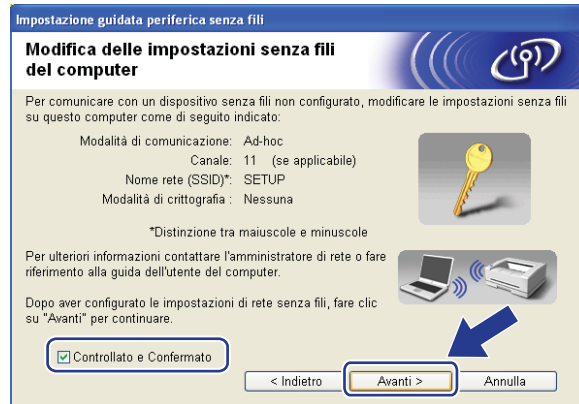 Impostazione guidata periferica senza fili
Modifica delle impostazioni senza fili
del computer
Per comunicare con un dispositivo senza fili non configurato, modificare le impostazioni senza fili
su questo computer come di seguito indicato:
Modalità di comunicazione: Ad-hoc
Canale: 11 (se applicabile)
Nome rete (SSID)*: SETUP
Modalità di crittografia : Nessuna
*Distinzione tra maiuscole e minuscole
Per ulteriori informazioni contattare l'amministratore di rete o fare
riferimento alla guida dell'utente del computer.
Dopo aver configurato le impostazioni di rete senza fili, fare clic
su "Avanti" per continuare.
Controllato e Confermato
< Indietro Avanti > Annulla